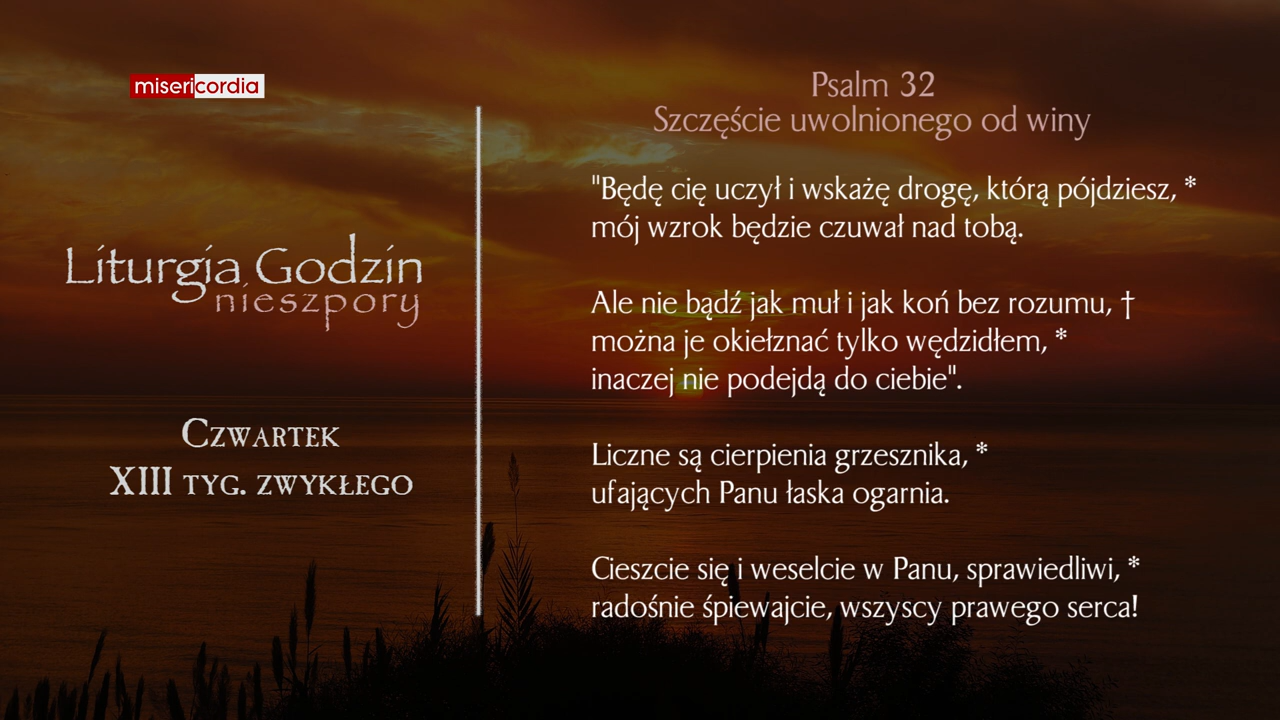 misericordia
Liturgia Godzin
nieszpory
Czwartek
XIII tyg. zwykłego
Psalm 32
Szczęście uwolnionego od winy
"Będę cię uczył i wskażę drogę, którą pójdziesz, *
mój wzrok będzie czuwał nad tobą.
Ale nie bądź jak muł i jak koń bez rozumu, †
można je okiełznać tylko wędzidłem, *
inaczej nie podejdą do ciebie".
Liczne są cierpienia grzesznika, *
ufających Panu łaska ogarnia.
Cieszcie się i weselcie w Panu, sprawiedliwi, *
radośnie śpiewajcie, wszyscy prawego serca!